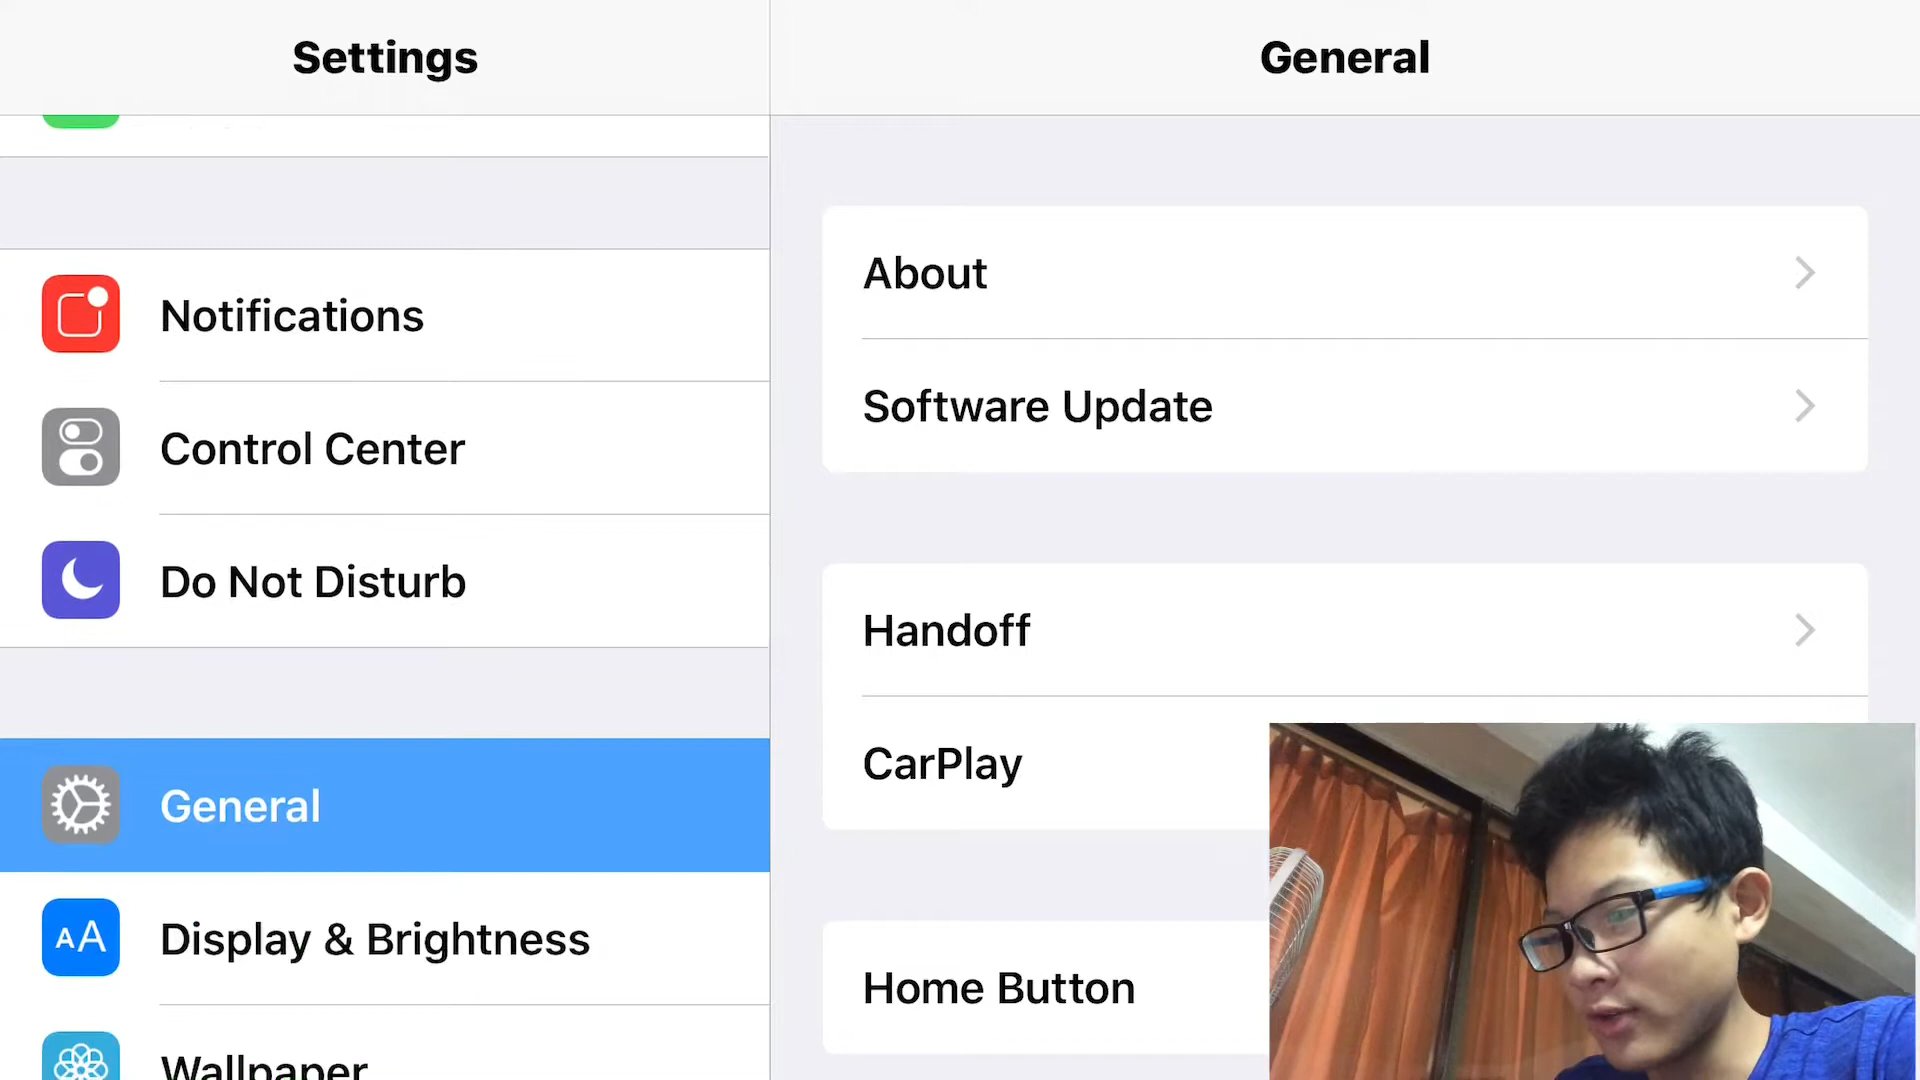 Settings
General
Notifications
Control Center
Do Not Disturb
General
AA Display & Brightness
Wallpaper
About
Software Update
Handoff
CarPlay
Home Button